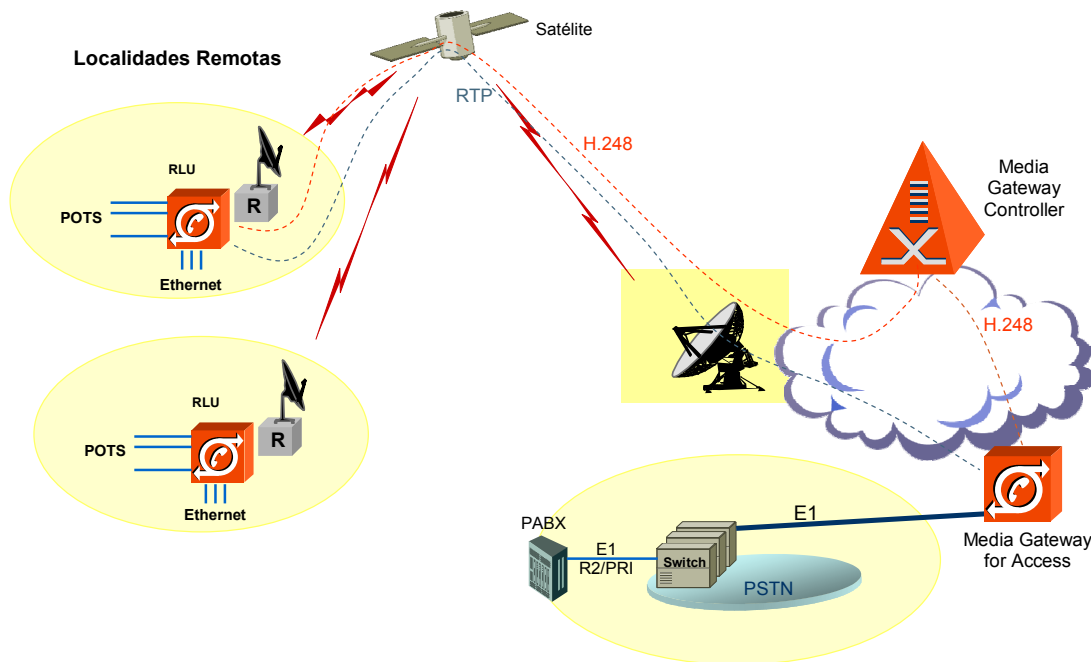 Satélite
Localidades Remotas
RTP
H.248
RLU
R
POTS
Ethernet
Media
Gateway
Controller
H.248
RLU
R
POTS
Ethernet
PABX
E1
R2/PRI
Switch
PSTN
E1
Media Gateway
for Access